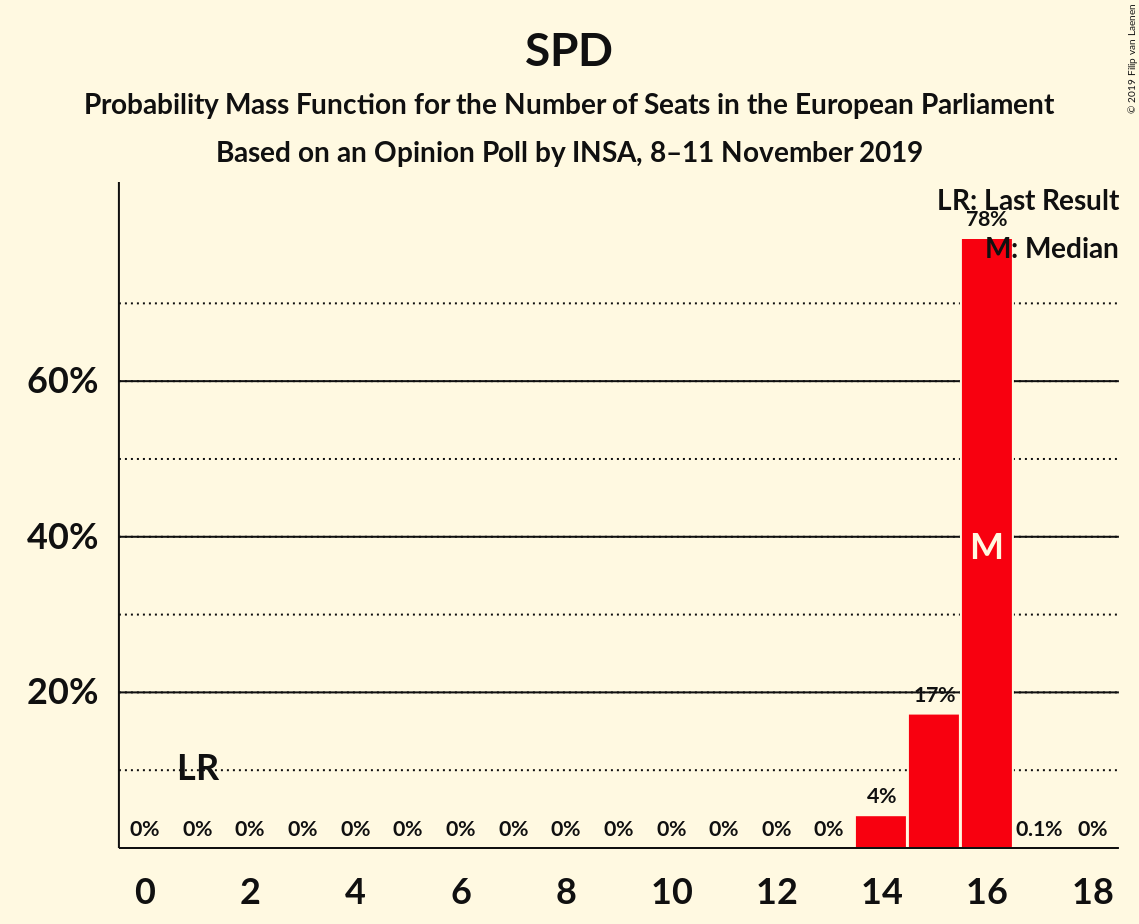 SPD
Probability Mass Function for the Number of Seats in the European Parliament
Based on an Opinion Poll by INSA, 8–11 November 2019
© 2019 Filip van Laenen
LR: Last Result
78%
M: Median
60%
40%
M
20%
17%
LR
4%
0% 0% 0% 0% 0% 0% 0% 0% 0% 0% 0% 0% 0% 0% 0.1% 0%
0 2 4 6 8 10 12 14 16 18